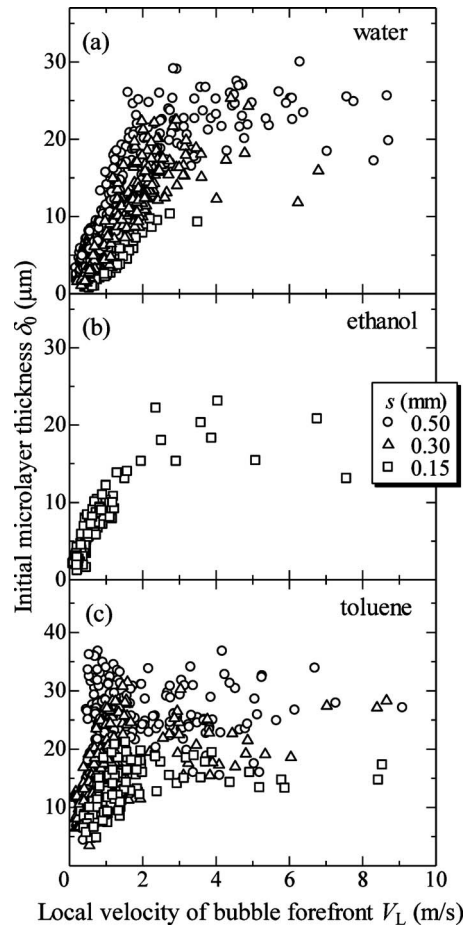 (a)
water
30
20
10
0
(b)
ethanol
30
20
10
0
s (mm)
0.50
0.30
0.15
(c)
toluene
40
30
20
10
0
2
4
6
8
10
Initial microlayer thickness δ0 (μm)
Local velocity of bubble forefront VL (m/s)